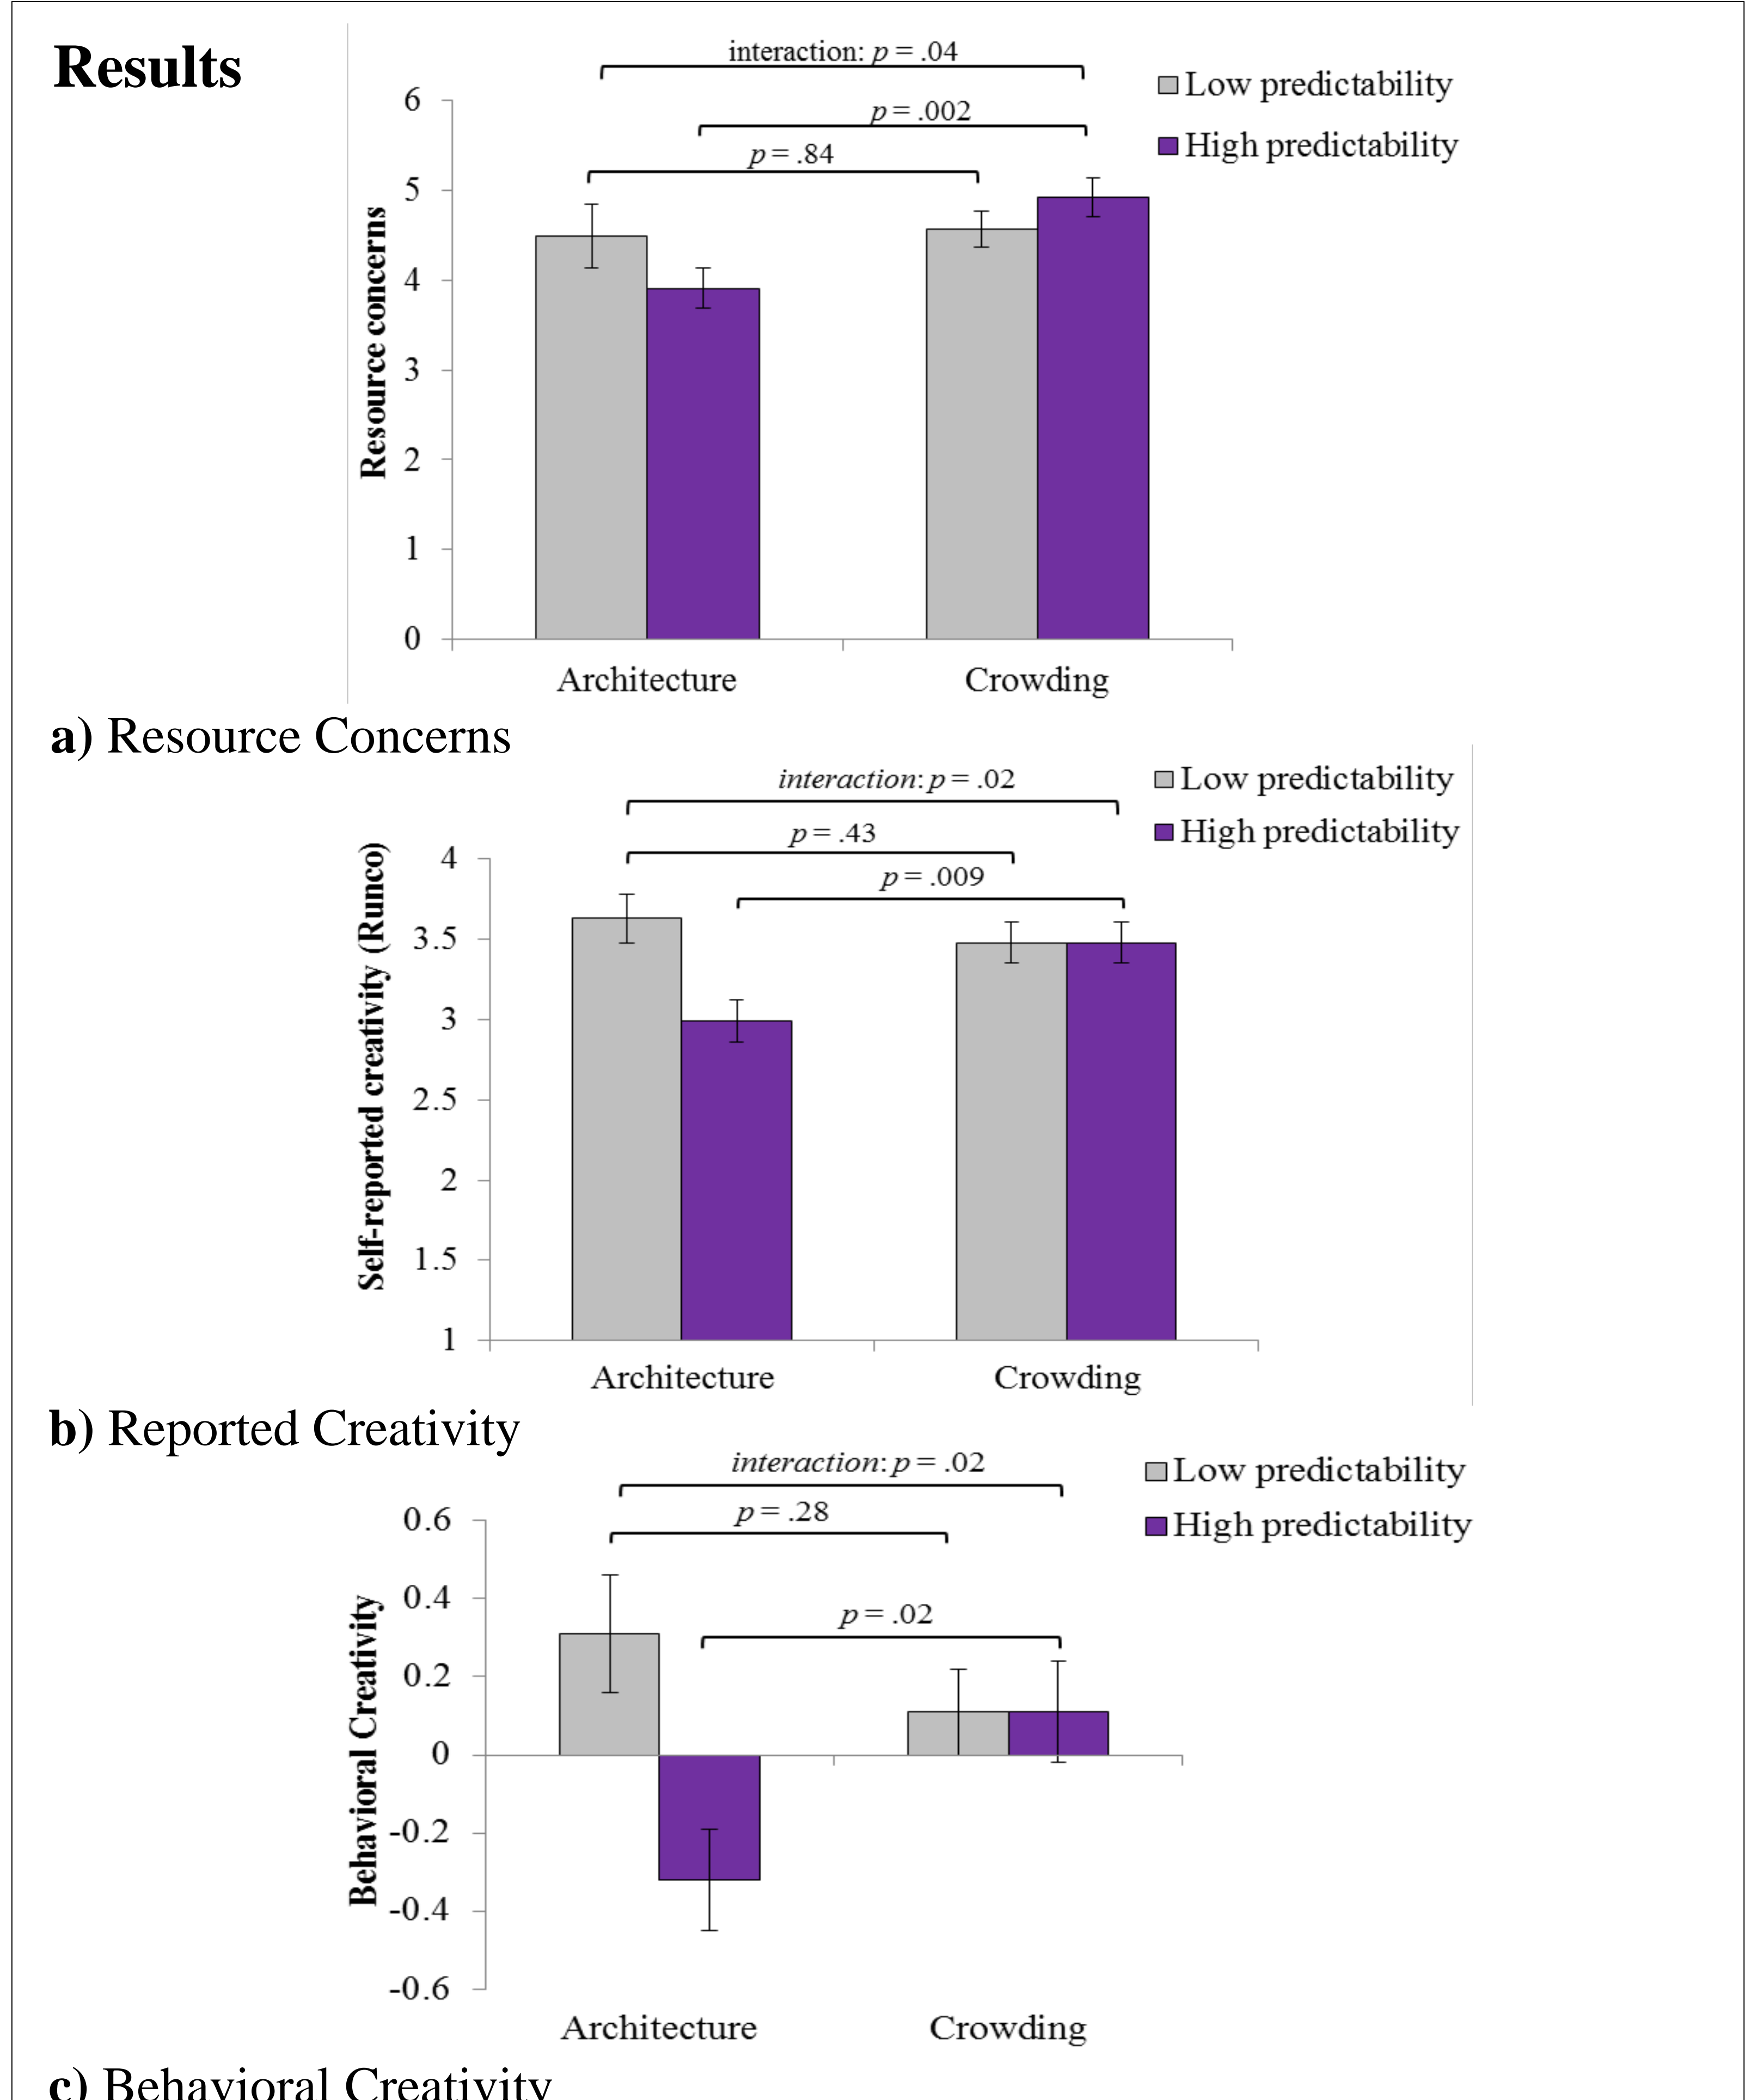 Results
interaction: p = .04
Low predictability
High predictability
p = .002
p = .84
6
5
4
3
2
1
0
Resource concerns
Architecture
Crowding
a) Resource Concerns
interaction: p = .02
Low predictability
High predictability
p = .43
p = .009
4
3.5
3
2.5
2
1.5
1
Self-reported creativity (Runco)
Architecture
Crowding
b) Reported Creativity
interaction: p = .02
Low predictability
High predictability
p = .28
p = .02
0.6
0.4
0.2
0
-0.2
-0.4
-0.6
Behavioral Creativity
Architecture
Crowding
c) Behavioral Creativity